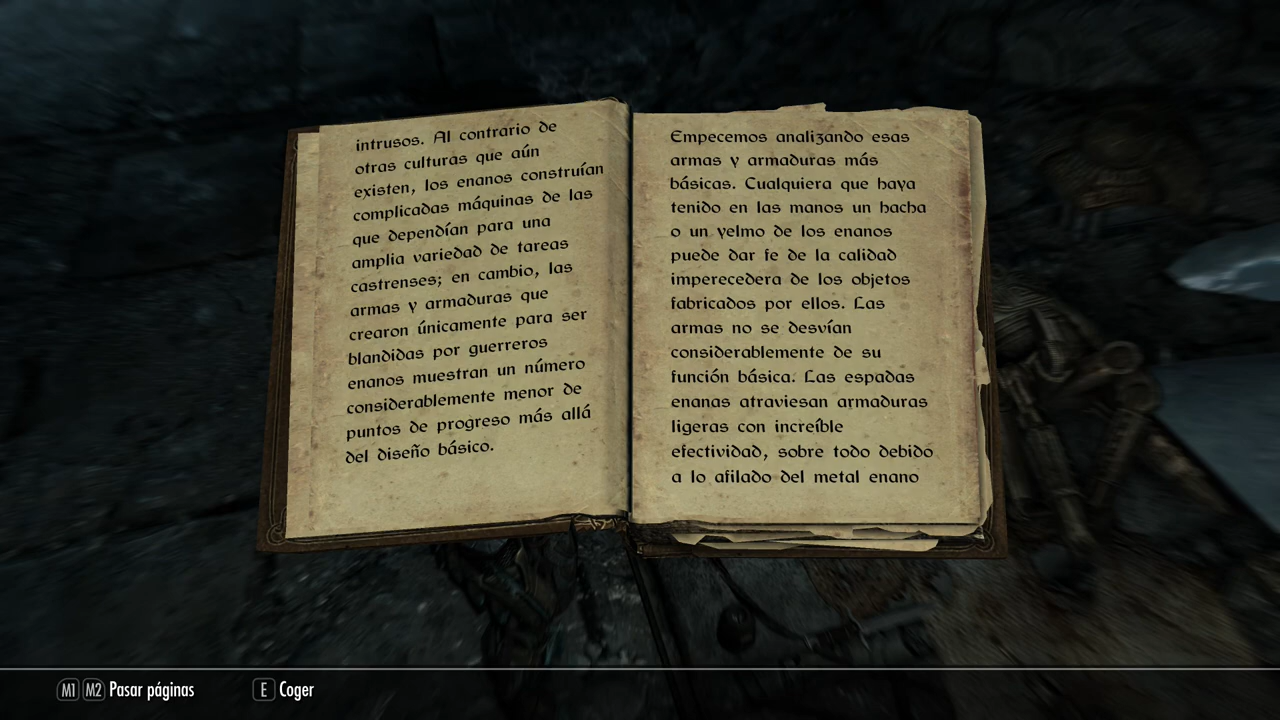 intrusos. Al contrario de
otras culturas que aún
existen, los enanos construían
complicadas máquinas de las
que dependían para una
amplia variedad de tareas
castrenses; en cambio, las
armas y armaduras que
crearon únicamente para ser
blandidas por guerreros
enanos muestran un número
considerablemente menor de
puntos de progreso más allá
del diseño básico.
Empecemos analizando esas
armas y armaduras más
básicas. Cualquiera que haya
tenido en las manos un hacha
o un yelmo de los enanos
puede dar fe de la calidad
imperecedera de los objetos
fabricados por ellos. Las
armas no se desvían
considerablemente de su
función básica. Las espadas
enanas atraviesan armaduras
ligeras con increíble
efectividad, sobre todo debido
a lo afilado del metal enano
M1 M2 Pasar páginas E Coger